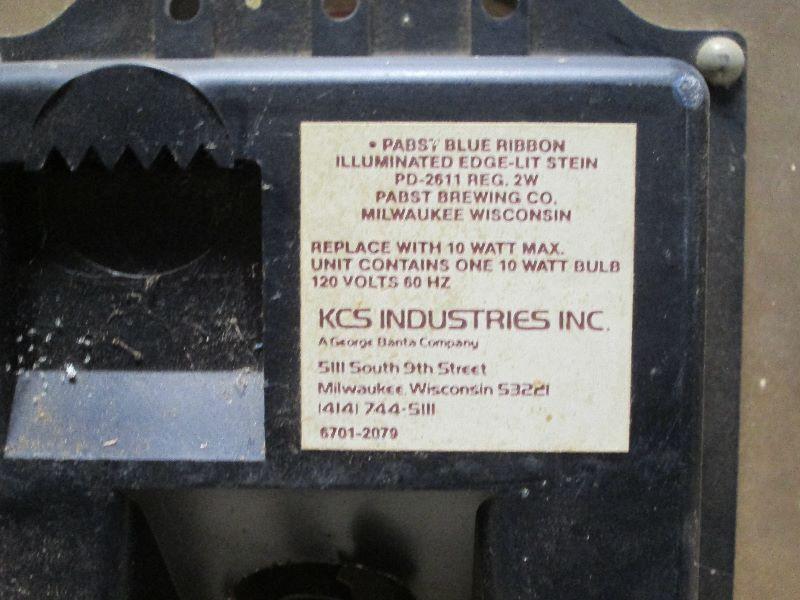 • PABST BLUE RIBBON
ILLUMINATED EDGE-LIT STEIN
PD-2611 REG. 2W
PABST BREWING CO.
MILWAUKEE WISCONSIN
REPLACE WITH 10 WATT MAX.
UNIT CONTAINS ONE 10 WATT BULB
120 VOLTS 60 HZ
KCS INDUSTRIES INC.
A George Banta Company
5111 South 9th Street
Milwaukee, Wisconsin 53221
(414) 744-5111
6701-2079